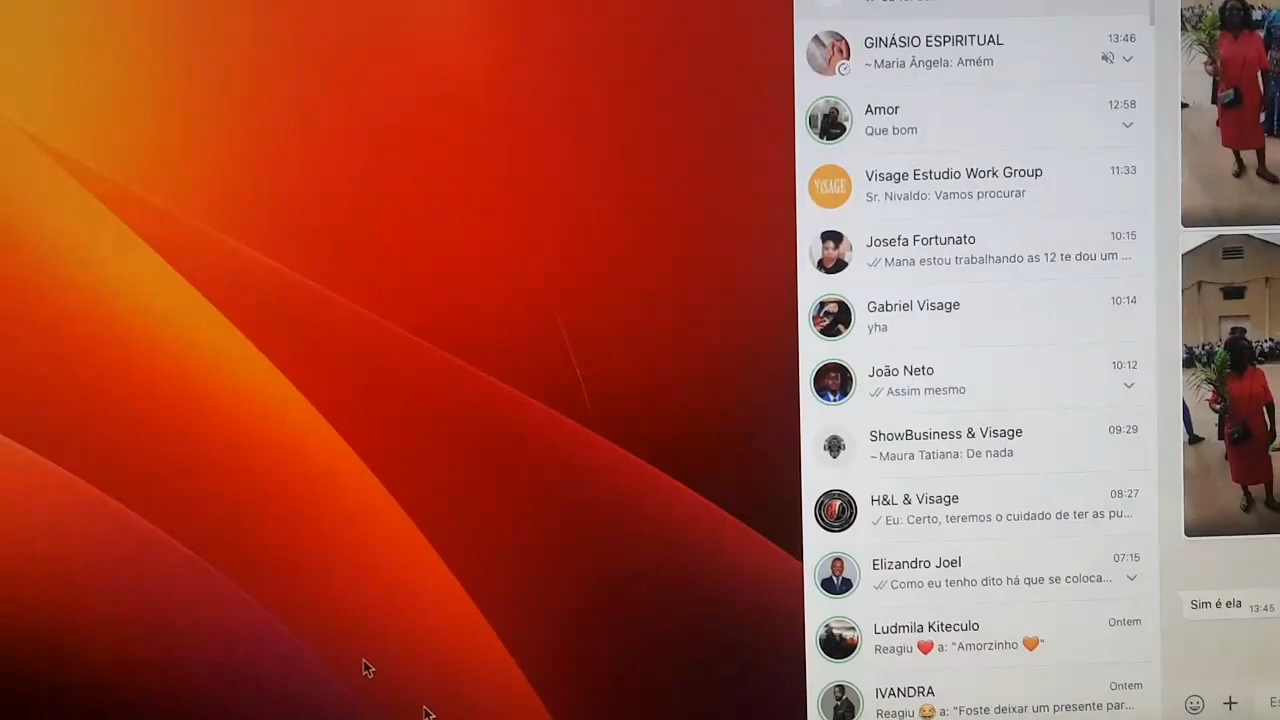 GINÁSIO ESPIRITUAL
13:46
~Maria Ângela: Amém
Amor
12:58
Que bom
Visage Estudio Work Group
11:33
VISAGE
Sr. Nivaldo: Vamos procurar
Josefa Fortunato
10:15
Mana estou trabalhando as 12 te dou um ...
Gabriel Visage
10:14
yha
João Neto
10:12
Assim mesmo
ShowBusiness & Visage
09:29
~Maura Tatiana: De nada
H&L & Visage
08:27
Eu: Certo, teremos o cuidado de ter as pu...
Elizandro Joel
07:15
Como eu tenho dito há que se coloca...
Ludmila Kiteculo
Ontem
Reagiu ❤️ a: "Amorzinho 🧡"
IVANDRA
Ontem
Reagiu 😂 a: "Foste deixar um presente par...
Sim é ela 13:45